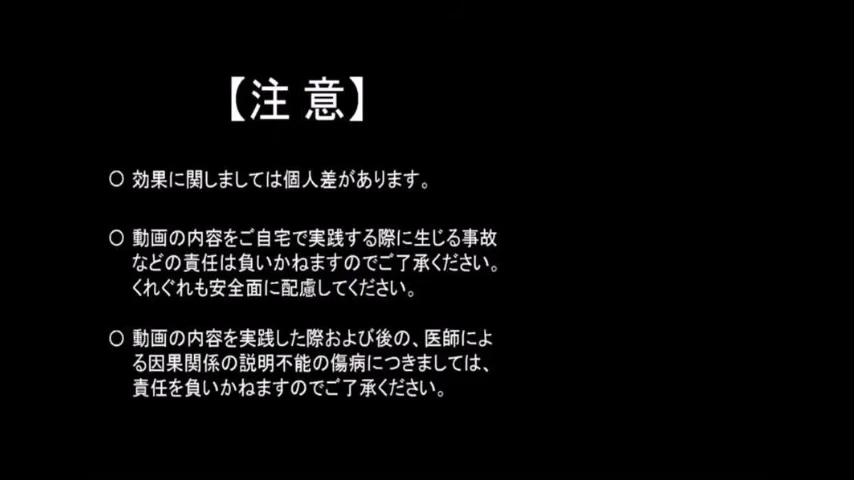 【注 意】
○ 効果に関しましては個人差があります。
○ 動画の内容をご自宅で実践する際に生じる事故
などの責任は負いかねますのでご了承ください。
くれぐれも安全面に配慮してください。
○ 動画の内容を実践した際および後の、医師によ
る因果関係の説明不能の傷病につきましては、
責任を負いかねますのでご了承ください。